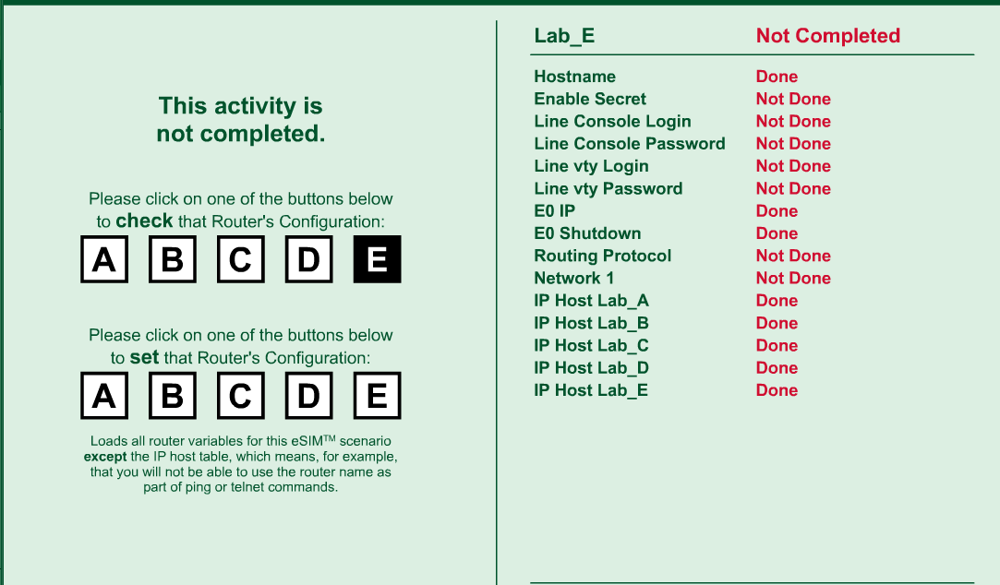 This activity is
not completed.
Please click on one of the buttons below
to check that Router's Configuration:
A B C D E
Please click on one of the buttons below
to set that Router's Configuration:
A B C D E
Loads all router variables for this eSIM™ scenario
except the IP host table, which means, for example,
that you will not be able to use the router name as
part of ping or telnet commands.
Lab_E Not Completed
Hostname Done
Enable Secret Not Done
Line Console Login Not Done
Line Console Password Not Done
Line vty Login Not Done
Line vty Password Not Done
E0 IP Done
E0 Shutdown Done
Routing Protocol Not Done
Network 1 Not Done
IP Host Lab_A Done
IP Host Lab_B Done
IP Host Lab_C Done
IP Host Lab_D Done
IP Host Lab_E Done